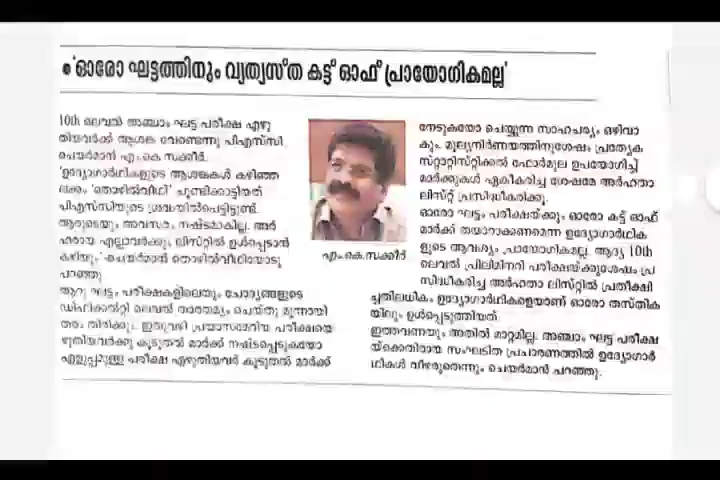 'ഓരോ ഘട്ടത്തിനും വ്യത്യസ്ത കട്ട് ഓഫ് പ്രായോഗികമല്ല'
10th ലെവൽ അഞ്ചാം ഘട്ട പരീക്ഷ എഴു
തിയവർക്ക് ആശങ്ക വേണ്ടെന്നു പിഎസ്‌സി
ചെയർമാൻ എം.കെ.സക്കീർ.
'ഉദ്യോഗാർഥികളുടെ ആശങ്കകൾ കഴിഞ്ഞ
ലക്കം 'തൊഴിൽവീഥി' ചൂണ്ടിക്കാട്ടിയത്
പിഎസ്‌സിയുടെ ശ്രദ്ധയിൽപെട്ടിട്ടുണ്ട്.
ആരുടെയും അവസരം നഷ്ടമാകില്ല. അർ
ഹരായ എല്ലാവർക്കും ലിസ്റ്റിൽ ഉൾപ്പെടാൻ
കഴിയും'-ചെയർമാൻ തൊഴിൽവീഥിയോടു
പറഞ്ഞു
ആറു ഘട്ടം പരീക്ഷകളിലെയും ചോദ്യങ്ങളുടെ
ഡിഫിക്കൽറ്റി ലെവൽ താരതമ്യം ചെയ്തു മൂന്നായി
തരം തിരിക്കും. ഇതുവഴി പ്രയാസമേറിയ പരീക്ഷയെ
ഴുതിയവർക്കു കൂടുതൽ മാർക്ക് നഷ്ടപ്പെടുകയോ
എളുപ്പമുള്ള പരീക്ഷ എഴുതിയവർ കൂടുതൽ മാർക്ക്
എം.കെ.സക്കീർ
നേടുകയോ ചെയ്യുന്ന സാഹചര്യം ഒഴിവാ
കും. മൂല്യനിർണയത്തിനുശേഷം പ്രത്യേക
സ്റ്റാറ്റിസ്റ്റിക്കൽ ഫോർമുല ഉപയോഗിച്ച്
മാർക്കുകൾ ഏകീകരിച്ച ശേഷമേ അർഹതാ
ലിസ്റ്റ് പ്രസിദ്ധീകരിക്കൂ.
ഓരോ ഘട്ടം പരീക്ഷയ്ക്കും ഓരോ കട്ട് ഓഫ്
മാർക്ക് തയാറാക്കണമെന്ന ഉദ്യോഗാർഥിക
ളുടെ ആവശ്യം പ്രായോഗികമല്ല. ആദ്യ 10th
ലെവൽ പ്രിലിമിനറി പരീക്ഷയ്ക്കുശേഷം പ്ര
സിദ്ധീകരിച്ച അർഹതാ ലിസ്റ്റിൽ പ്രതീക്ഷി
ച്ചതിലധികം ഉദ്യോഗാർഥികളെയാണ് ഓരോ തസ്തിക
യിലും ഉൾപ്പെടുത്തിയത്.
ഇത്തവണയും അതിൽ മാറ്റമില്ല. അഞ്ചാം ഘട്ട പരീക്ഷ
യ്ക്കെതിരായ സംഘടിത പ്രചാരണത്തിൽ ഉദ്യോഗാർ
ഥികൾ വീഴരുതെന്നും ചെയർമാൻ പറഞ്ഞു.